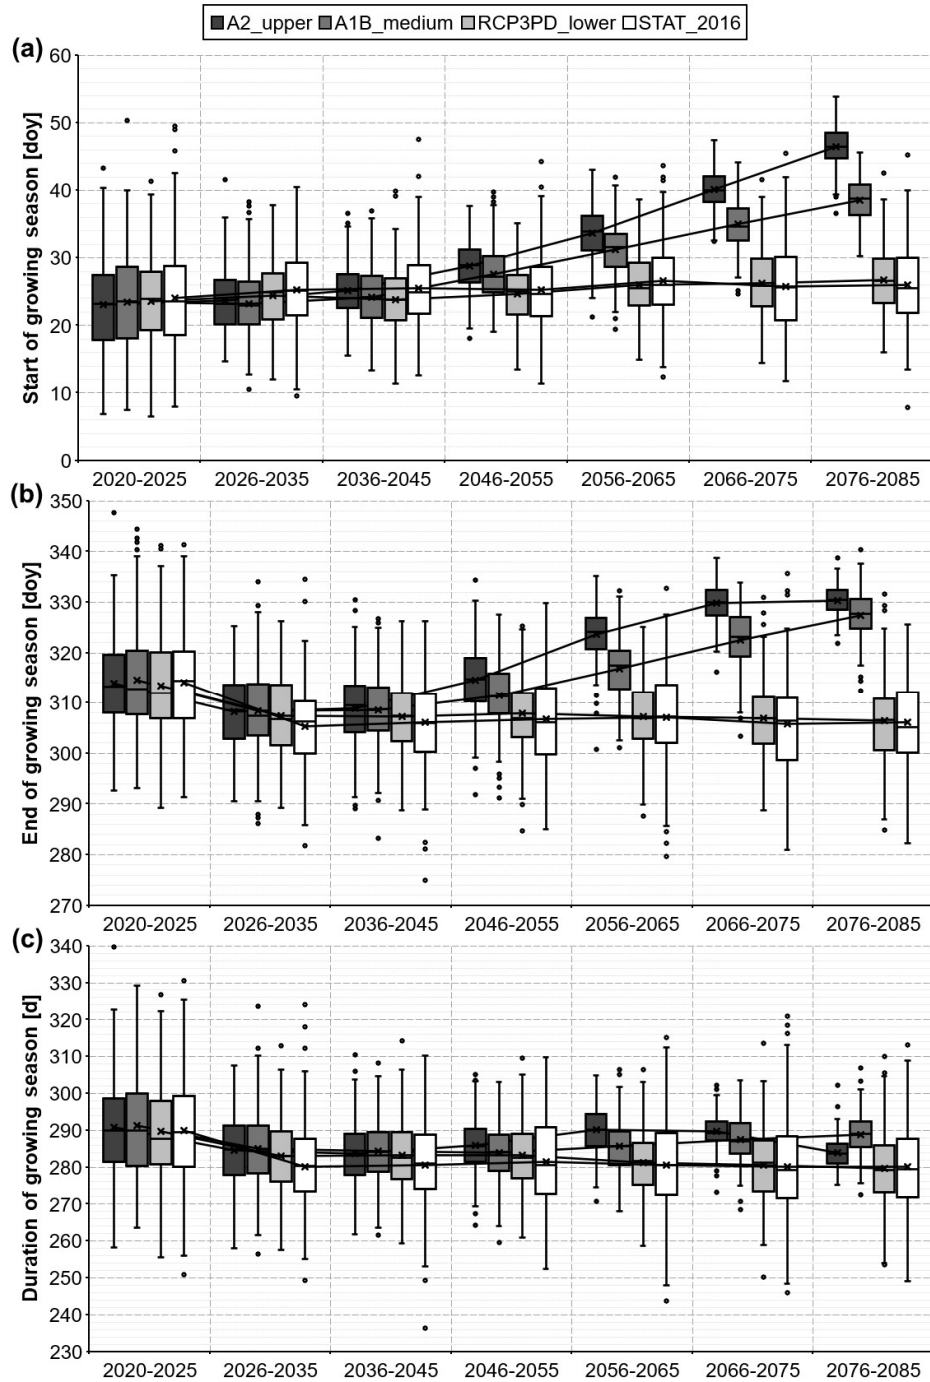 A2_upper A1B_medium RCP3PD_lower STAT_2016
(a)
Start of growing season [doy]
60
50
40
30
20
10
0
2020-2025 2026-2035 2036-2045 2046-2055 2056-2065 2066-2075 2076-2085
(b)
End of growing season [doy]
350
340
330
320
310
300
290
280
270
2020-2025 2026-2035 2036-2045 2046-2055 2056-2065 2066-2075 2076-2085
(c)
Duration of growing season [d]
340
330
320
310
300
290
280
270
260
250
240
230
2020-2025 2026-2035 2036-2045 2046-2055 2056-2065 2066-2075 2076-2085